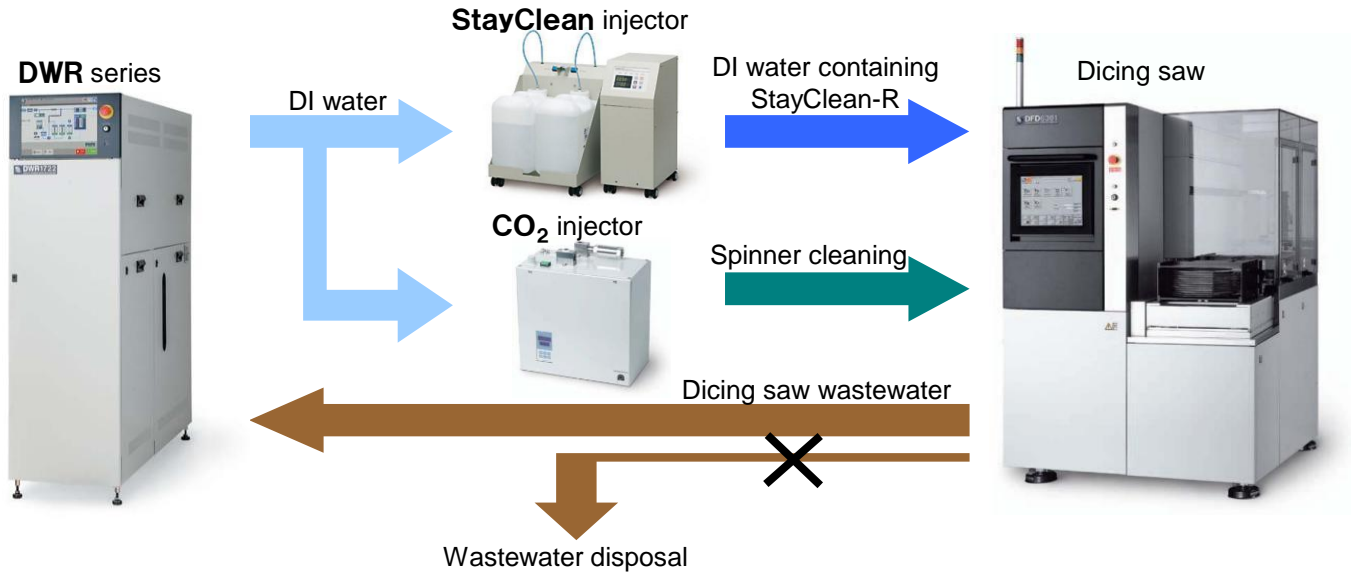 StayClean injector
DWR series
DI water
DI water containing
StayClean-R
Dicing saw
DWR1722
CO₂ injector
Spinner cleaning
Dicing saw wastewater
Wastewater disposal